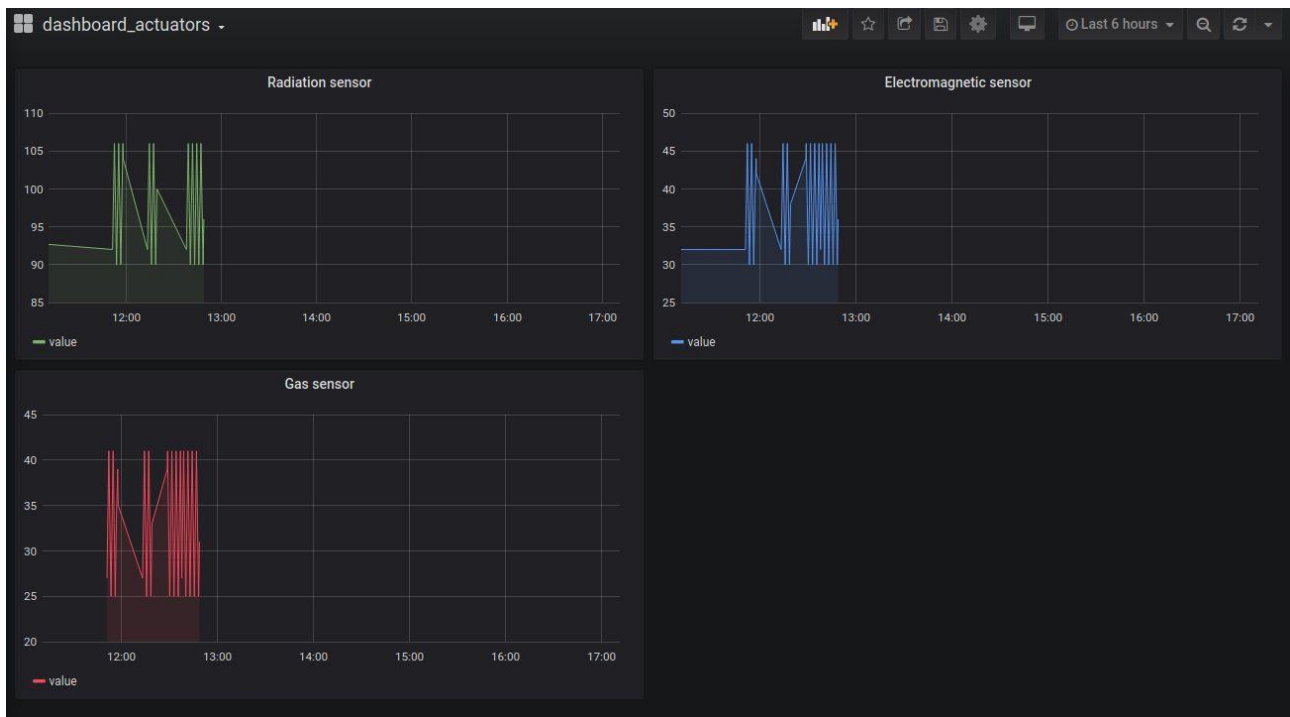 dashboard_actuators
Last 6 hours
Radiation sensor
110
105
100
95
90
85
12:00 13:00 14:00 15:00 16:00 17:00
value
Electromagnetic sensor
50
45
40
35
30
25
12:00 13:00 14:00 15:00 16:00 17:00
value
Gas sensor
45
40
35
30
25
20
12:00 13:00 14:00 15:00 16:00 17:00
value